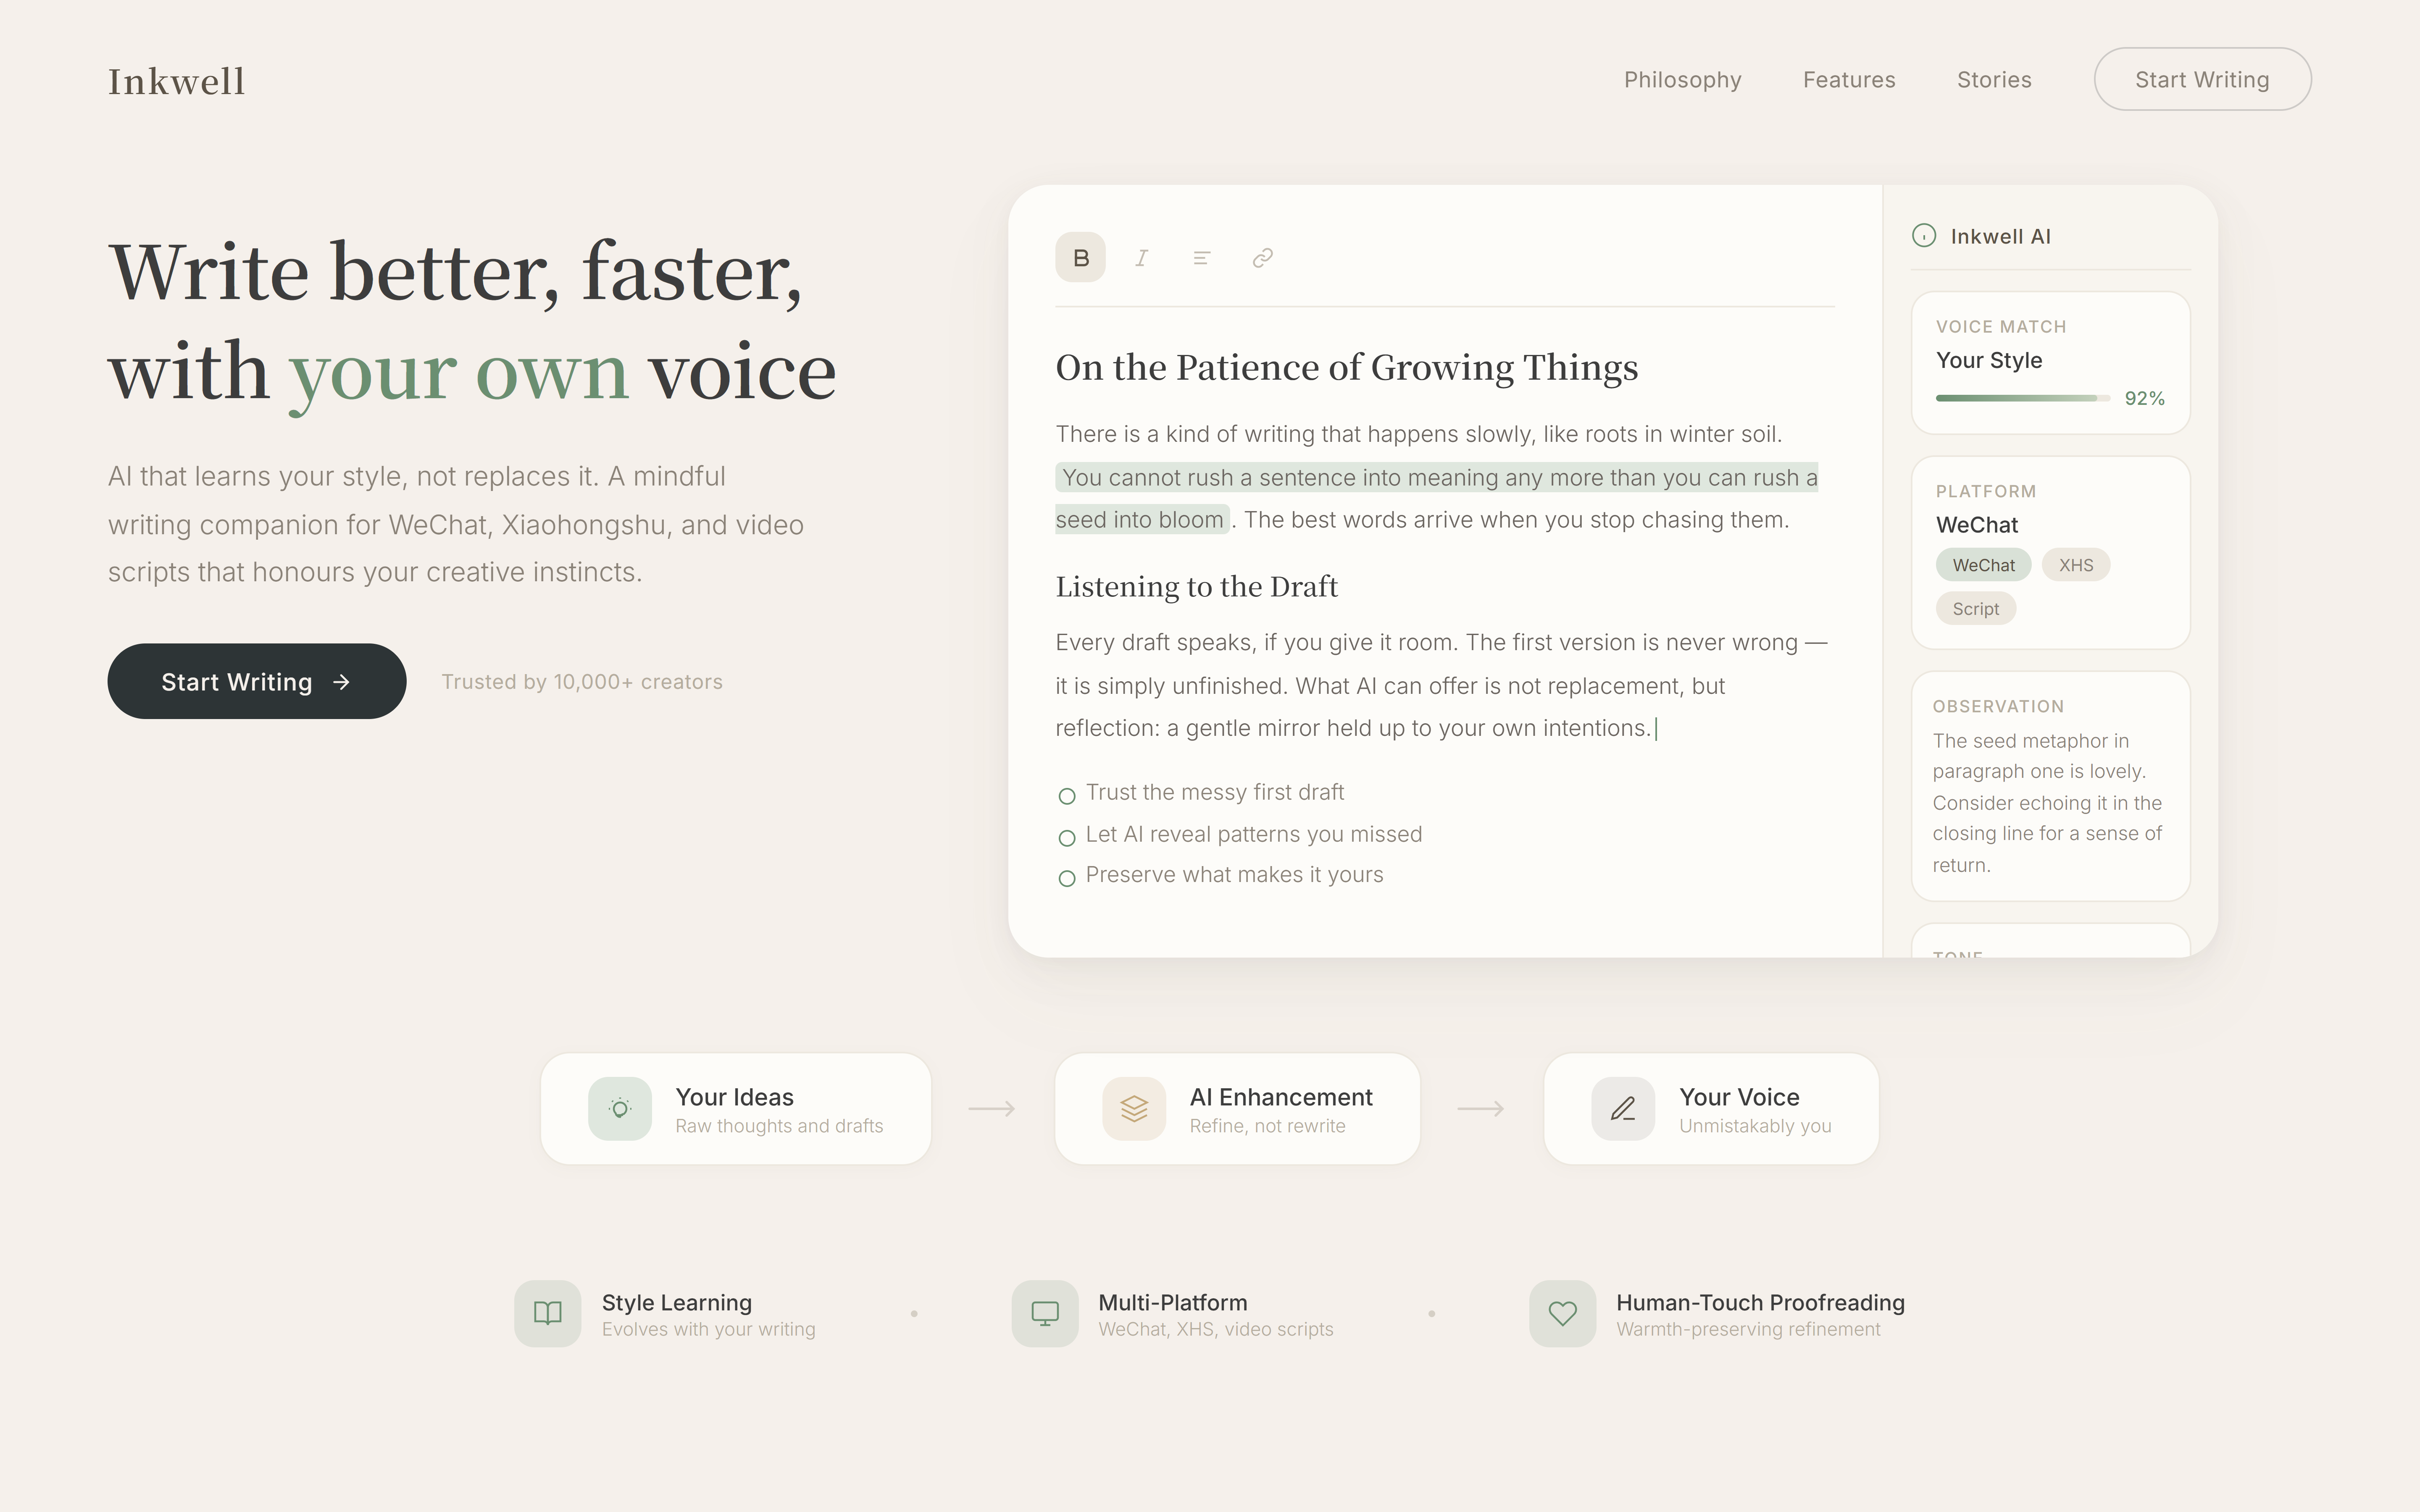 Inkwell
Philosophy
Features
Stories
Start Writing
Write better, faster,
with your own voice
AI that learns your style, not replaces it. A mindful
writing companion for WeChat, Xiaohongshu, and video
scripts that honours your creative instincts.
Start Writing
Trusted by 10,000+ creators
B
I
On the Patience of Growing Things
There is a kind of writing that happens slowly, like roots in winter soil.
You cannot rush a sentence into meaning any more than you can rush a
seed into bloom. The best words arrive when you stop chasing them.
Listening to the Draft
Every draft speaks, if you give it room. The first version is never wrong —
it is simply unfinished. What AI can offer is not replacement, but
reflection: a gentle mirror held up to your own intentions.
Trust the messy first draft
Let AI reveal patterns you missed
Preserve what makes it yours
Inkwell AI
VOICE MATCH
Your Style
92%
PLATFORM
WeChat
WeChat
XHS
Script
OBSERVATION
The seed metaphor in
paragraph one is lovely.
Consider echoing it in the
closing line for a sense of
return.
TONE
Your Ideas
Raw thoughts and drafts
AI Enhancement
Refine, not rewrite
Your Voice
Unmistakably you
Style Learning
Evolves with your writing
Multi-Platform
WeChat, XHS, video scripts
Human-Touch Proofreading
Warmth-preserving refinement